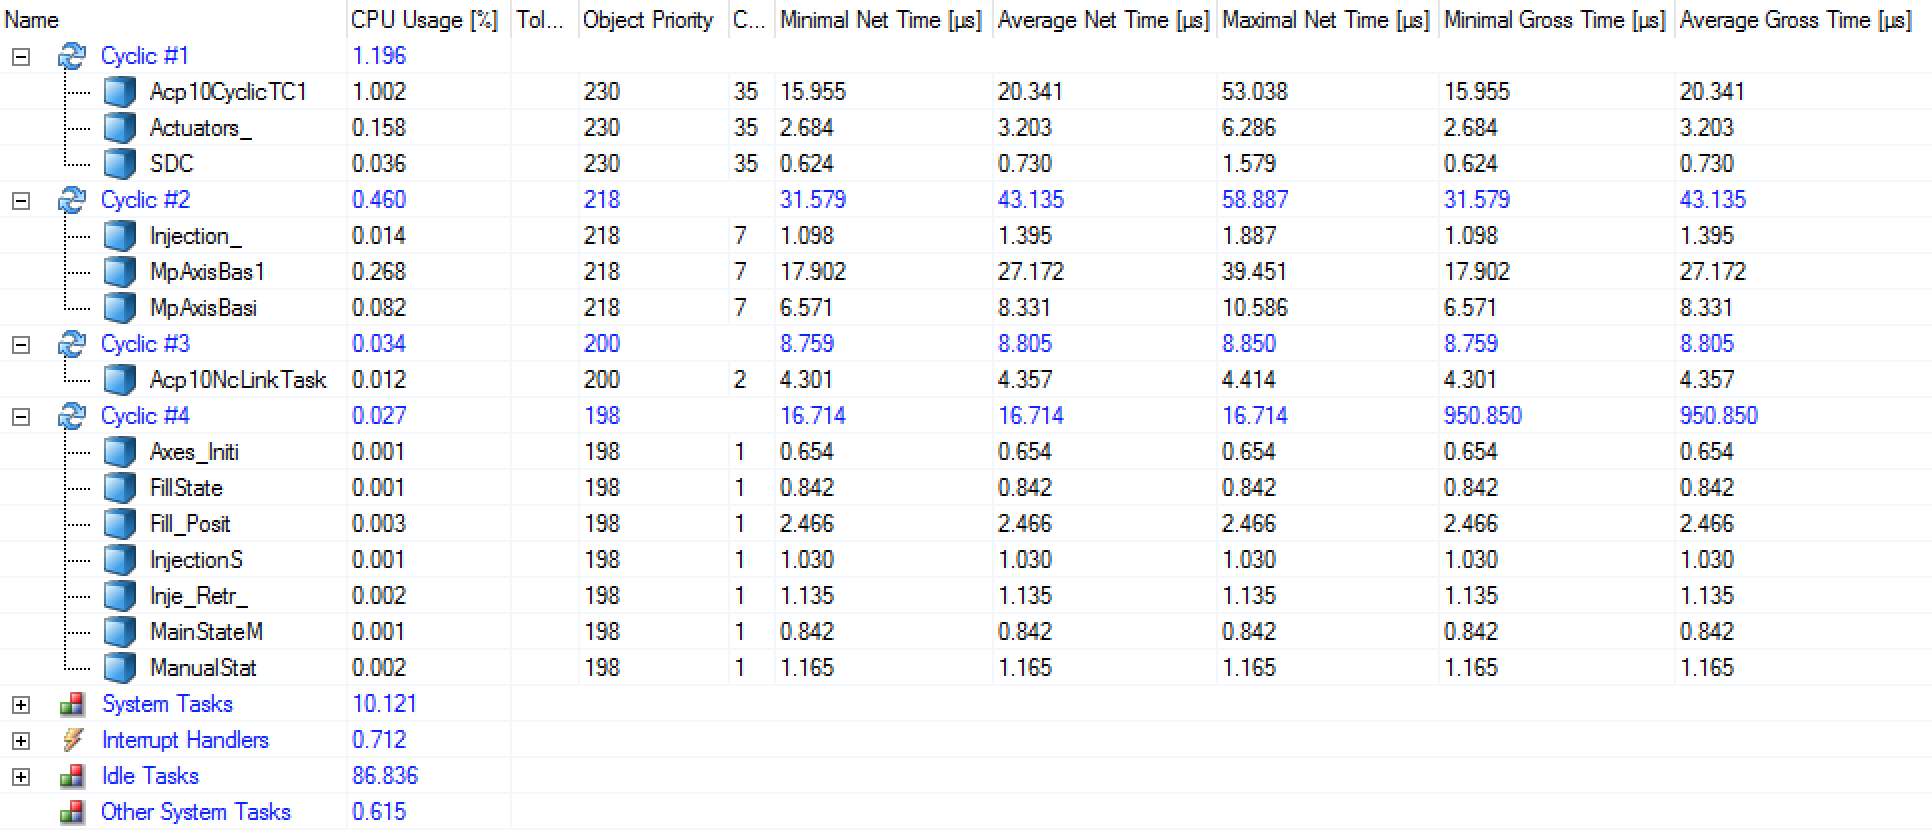 Name CPU Usage [%] Tol... Object Priority C... Minimal Net Time [µs] Average Net Time [µs] Maximal Net Time [µs] Minimal Gross Time [µs] Average Gross Time [µs]
Cyclic #1 1.196
Acp10CyclicTC1 1.002 230 35 15.955 20.341 53.038 15.955 20.341
Actuators_ 0.158 230 35 2.684 3.203 6.286 2.684 3.203
SDC 0.036 230 35 0.624 0.730 1.579 0.624 0.730
Cyclic #2 0.460 218 31.579 43.135 58.887 31.579 43.135
Injection_ 0.014 218 7 1.098 1.395 1.887 1.098 1.395
MpAxisBas1 0.268 218 7 17.902 27.172 39.451 17.902 27.172
MpAxisBasi 0.082 218 7 6.571 8.331 10.586 6.571 8.331
Cyclic #3 0.034 200 8.759 8.805 8.850 8.759 8.805
Acp10NcLinkTask 0.012 200 2 4.301 4.357 4.414 4.301 4.357
Cyclic #4 0.027 198 16.714 16.714 16.714 950.850 950.850
Axes_Initi 0.001 198 1 0.654 0.654 0.654 0.654 0.654
FillState 0.001 198 1 0.842 0.842 0.842 0.842 0.842
Fill_Posit 0.003 198 1 2.466 2.466 2.466 2.466 2.466
InjectionS 0.001 198 1 1.030 1.030 1.030 1.030 1.030
Inje_Retr_ 0.002 198 1 1.135 1.135 1.135 1.135 1.135
MainStateM 0.001 198 1 0.842 0.842 0.842 0.842 0.842
ManualStat 0.002 198 1 1.165 1.165 1.165 1.165 1.165
System Tasks 10.121
Interrupt Handlers 0.712
Idle Tasks 86.836
Other System Tasks 0.615